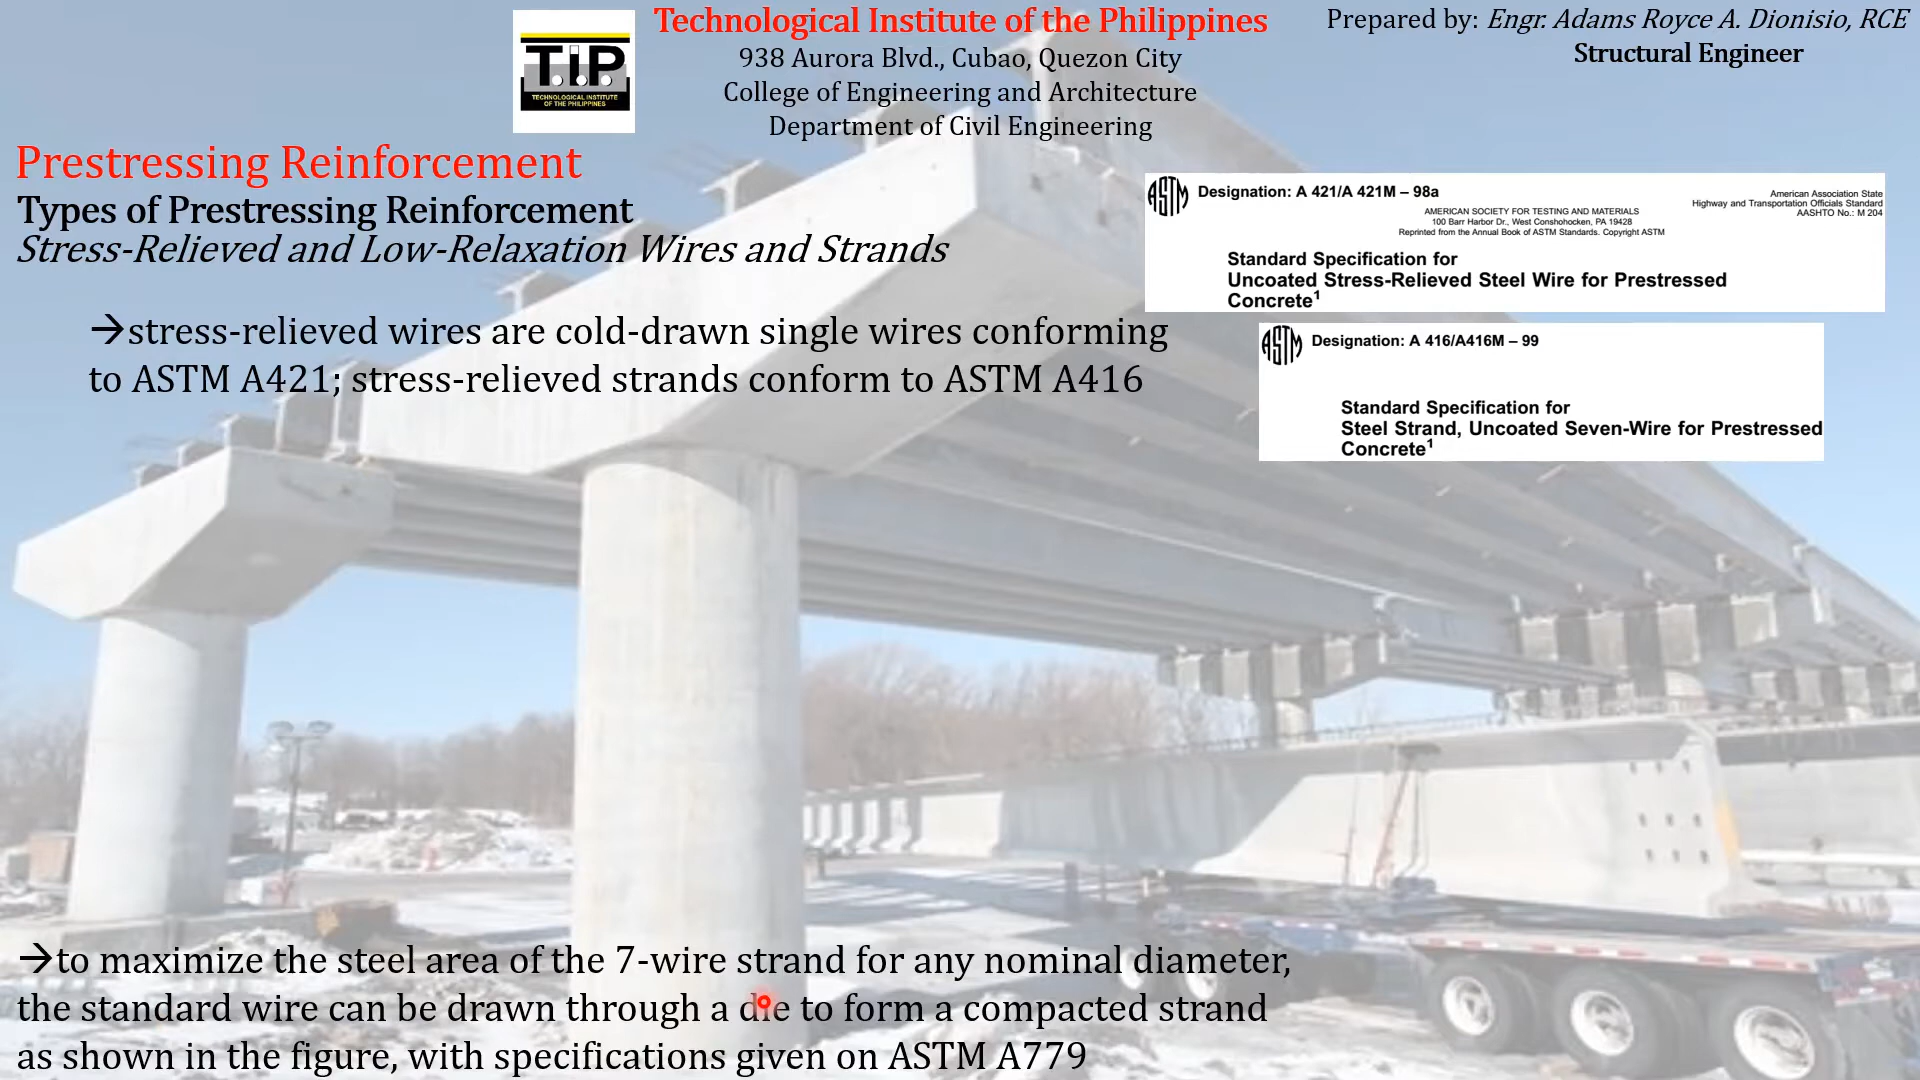 T.I.P
TECHNOLOGICAL INSTITUTE
OF THE PHILIPPINES
Technological Institute of the Philippines
938 Aurora Blvd., Cubao, Quezon City
College of Engineering and Architecture
Department of Civil Engineering
Prepared by: Engr. Adams Royce A. Dionisio, RCE
Structural Engineer
Prestressing Reinforcement
Types of Prestressing Reinforcement
Stress-Relieved and Low-Relaxation Wires and Strands
→stress-relieved wires are cold-drawn single wires conforming
to ASTM A421; stress-relieved strands conform to ASTM A416
ASTM Designation: A 421/A 421M – 98a
American Association State
Highway and Transportation Officials Standard
AASHTO No.: M 204
AMERICAN SOCIETY FOR TESTING AND MATERIALS
100 Barr Harbor Dr., West Conshohocken, PA 19428
Reprinted from the Annual Book of ASTM Standards. Copyright ASTM
Standard Specification for
Uncoated Stress-Relieved Steel Wire for Prestressed
Concrete¹
ASTM Designation: A 416/A416M – 99
Standard Specification for
Steel Strand, Uncoated Seven-Wire for Prestressed
Concrete¹
→to maximize the steel area of the 7-wire strand for any nominal diameter,
the standard wire can be drawn through a die to form a compacted strand
as shown in the figure, with specifications given on ASTM A779